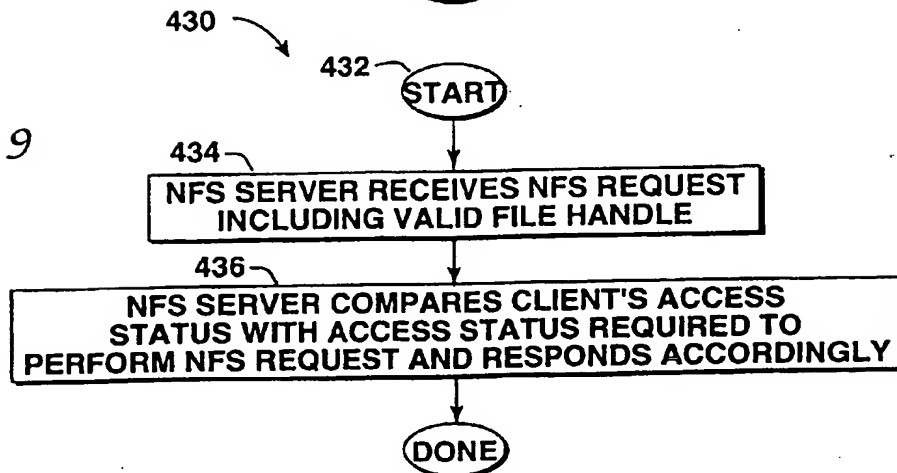 430
432
START
9
434
NFS SERVER RECEIVES NFS REQUEST
INCLUDING VALID FILE HANDLE
436
NFS SERVER COMPARES CLIENT'S ACCESS
STATUS WITH ACCESS STATUS REQUIRED TO
PERFORM NFS REQUEST AND RESPONDS ACCORDINGLY
DONE